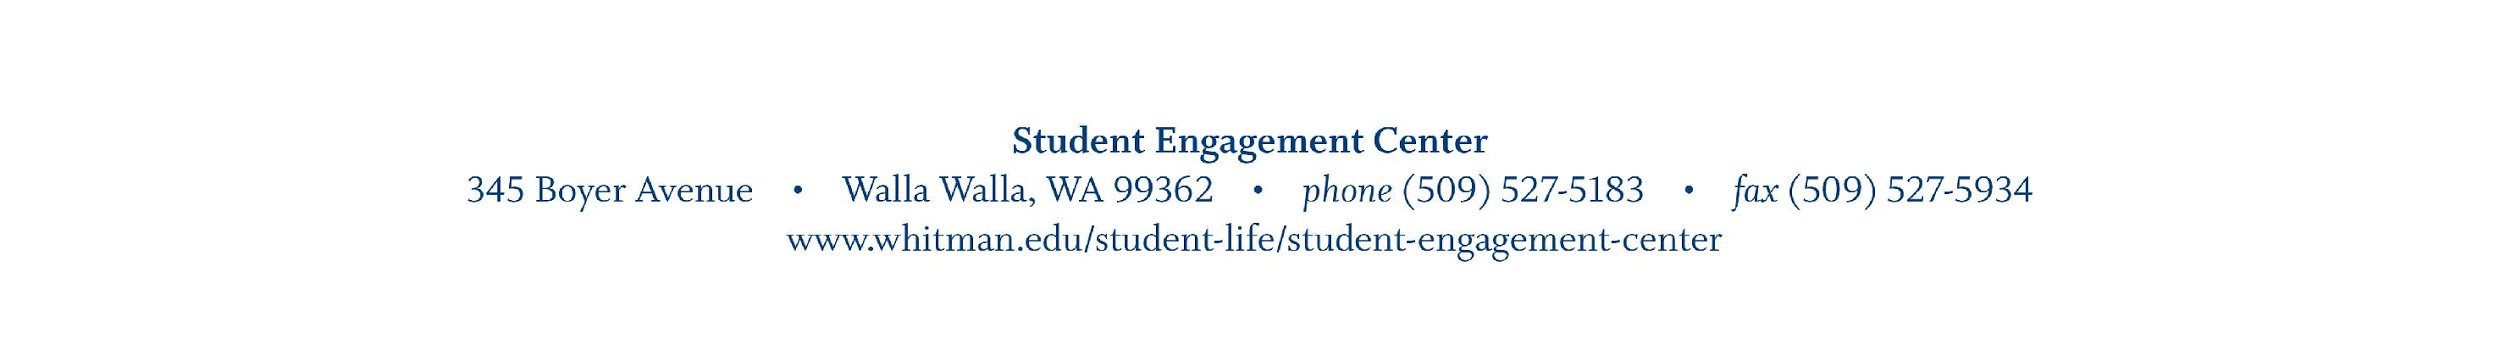 Student Engagement Center
345 Boyer Avenue • Walla Walla, WA 99362 • phone (509) 527-5183 • fax (509) 527-5934
www.whitman.edu/student-life/student-engagement-center